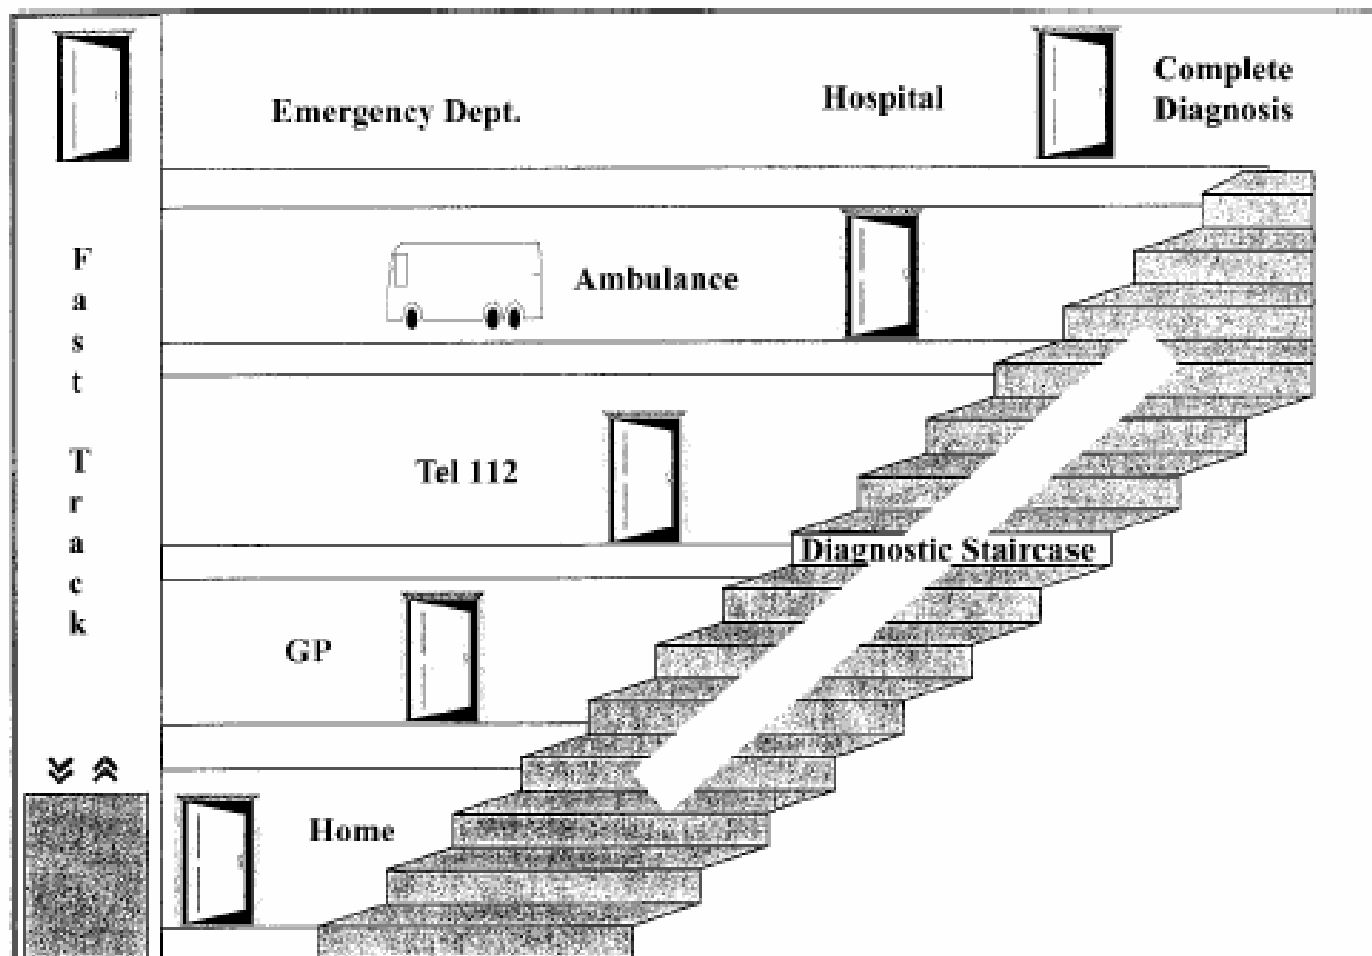 Emergency Dept.
Hospital
Complete
Diagnosis
Fast Track
Ambulance
Tel 112
Diagnostic Staircase
GP
Home